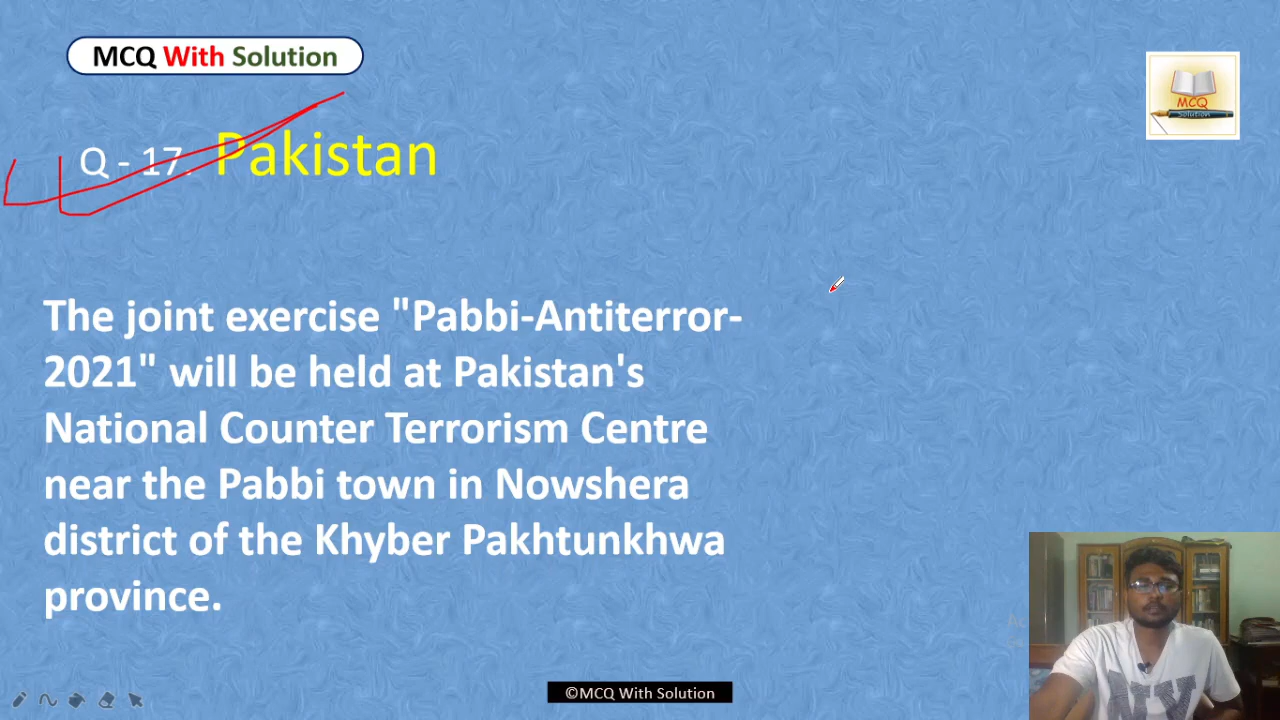 MCQ With Solution
MCQ
Solution
Q - 17. Pakistan
The joint exercise "Pabbi-Antiterror-
2021" will be held at Pakistan's
National Counter Terrorism Centre
near the Pabbi town in Nowshera
district of the Khyber Pakhtunkhwa
province.
©MCQ With Solution